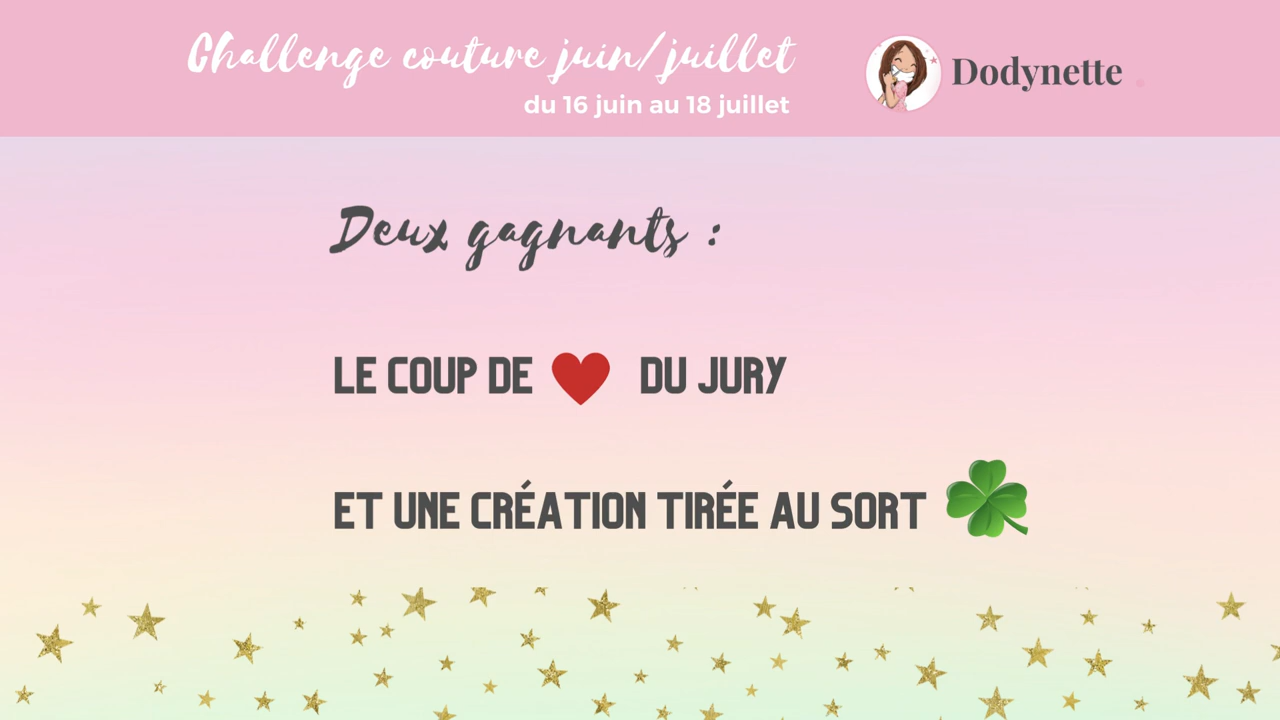 Challenge couture juin/juillet
du 16 juin au 18 juillet
Dodynette
Deux gagnants :
LE COUP DE ❤ DU JURY
ET UNE CRÉATION TIRÉE AU SORT 🍀